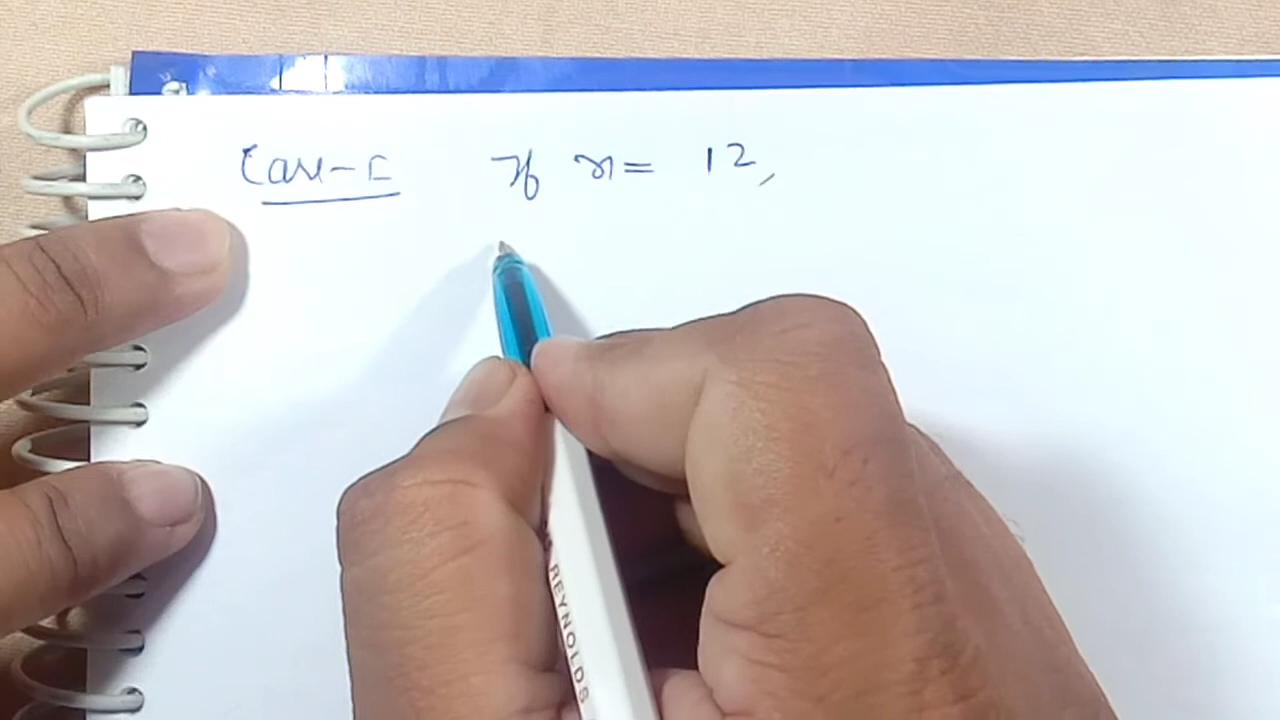 Case-I If x = 12,
REYNOLDS